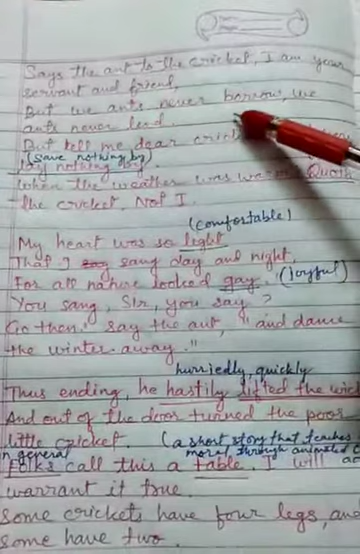 Says the ant to the cricket, I am your
servant and friend,
But we ants never borrow, we
ants never lend.
But tell me dear
(save nothing by)
lay nothing by
When the weather was warm? Quoth
the cricket, Not I.
(comfortable)
My heart was so light
That I sang day and night,
For all nature looked gay. (joyful)
You sang, Sir, you say?
Go then," say the ant, "and dance
the winter away."
hurriedly, quickly
Thus ending, he hastily lifted the
And out of the door turned the poor
little cricket. (a short story that teaches
in general moral through animated
Folks call this a fable. I will
warrant it true.
Some crickets have four legs, and
some have two.